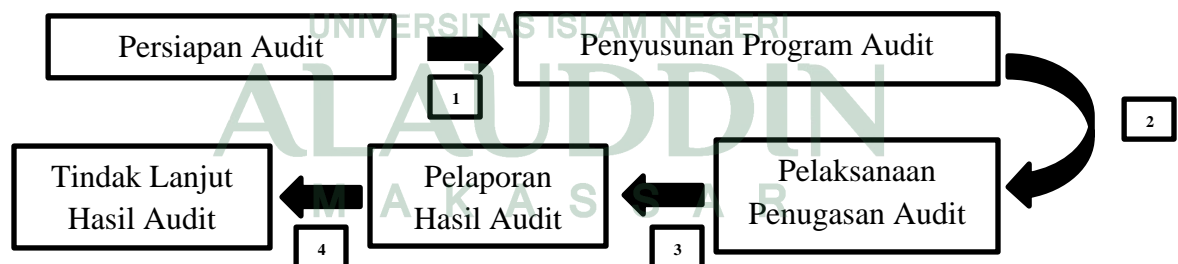 UNIVERSITAS ISLAM NEGERI
Persiapan Audit
1
Penyusunan Program Audit
2
ALAUDDIN
Pelaksanaan
Penugasan Audit
3
Pelaporan
Hasil Audit
4
Tindak Lanjut
Hasil Audit
MAKASSAR